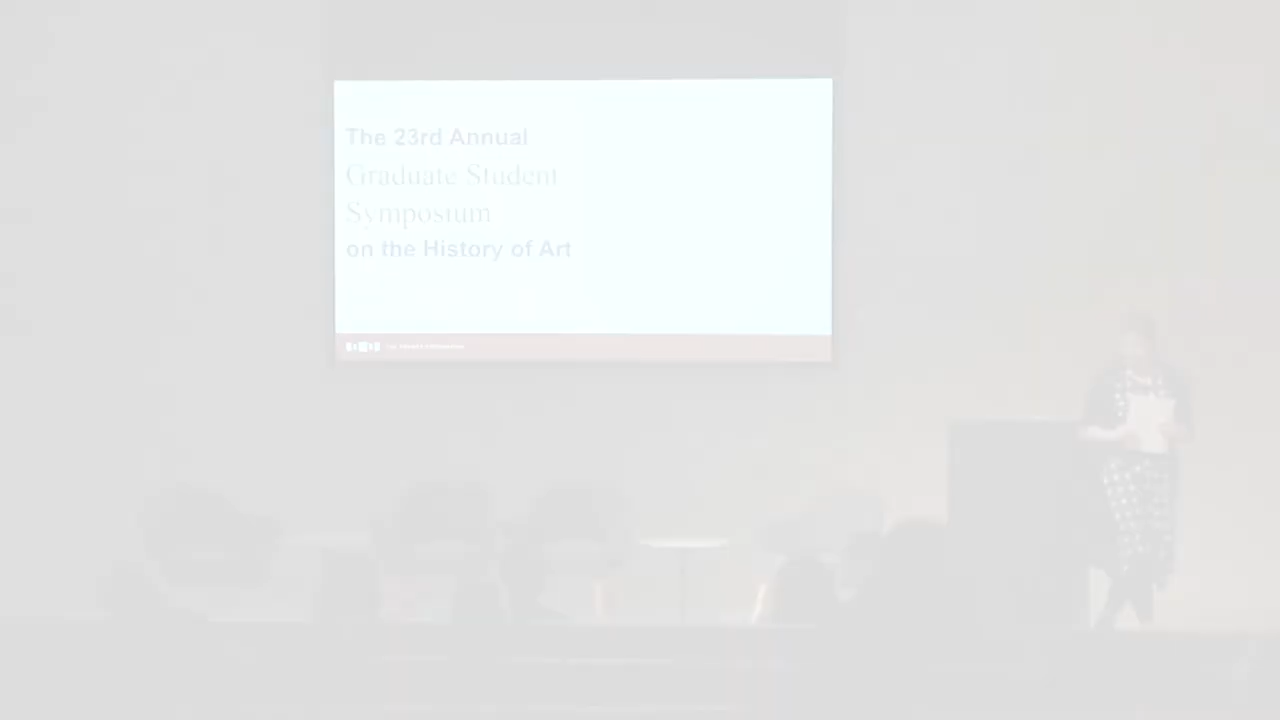 The 23rd Annual
Graduate Student
Symposium
on the History of Art